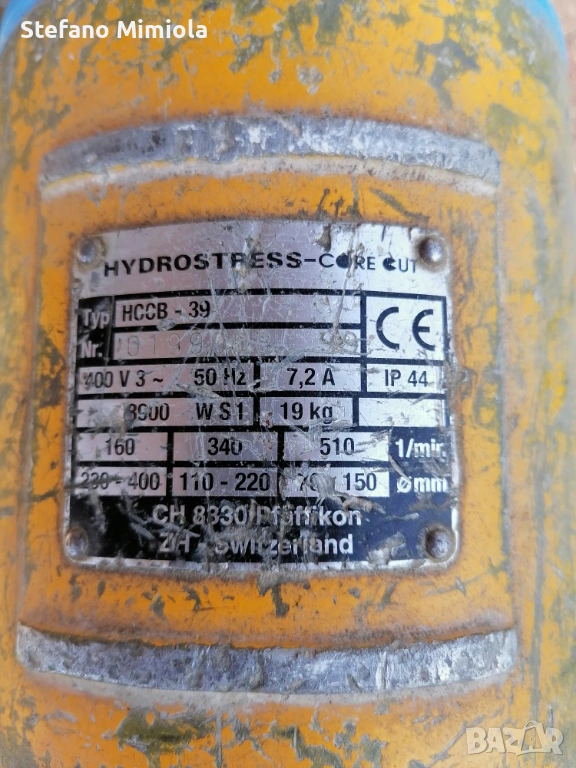 Stefano Mimiola
HYDROSTRESS-CORE CUT
Typ HCCB - 39
Nr.
400 V 3~ 50 Hz 7,2 A IP 44
3900 W S1 19 kg
160 340 510 1/min
230 - 400 110 - 220 150 ømm
CH 8330 Pfäffikon
ZH Switzerland
BAZAR